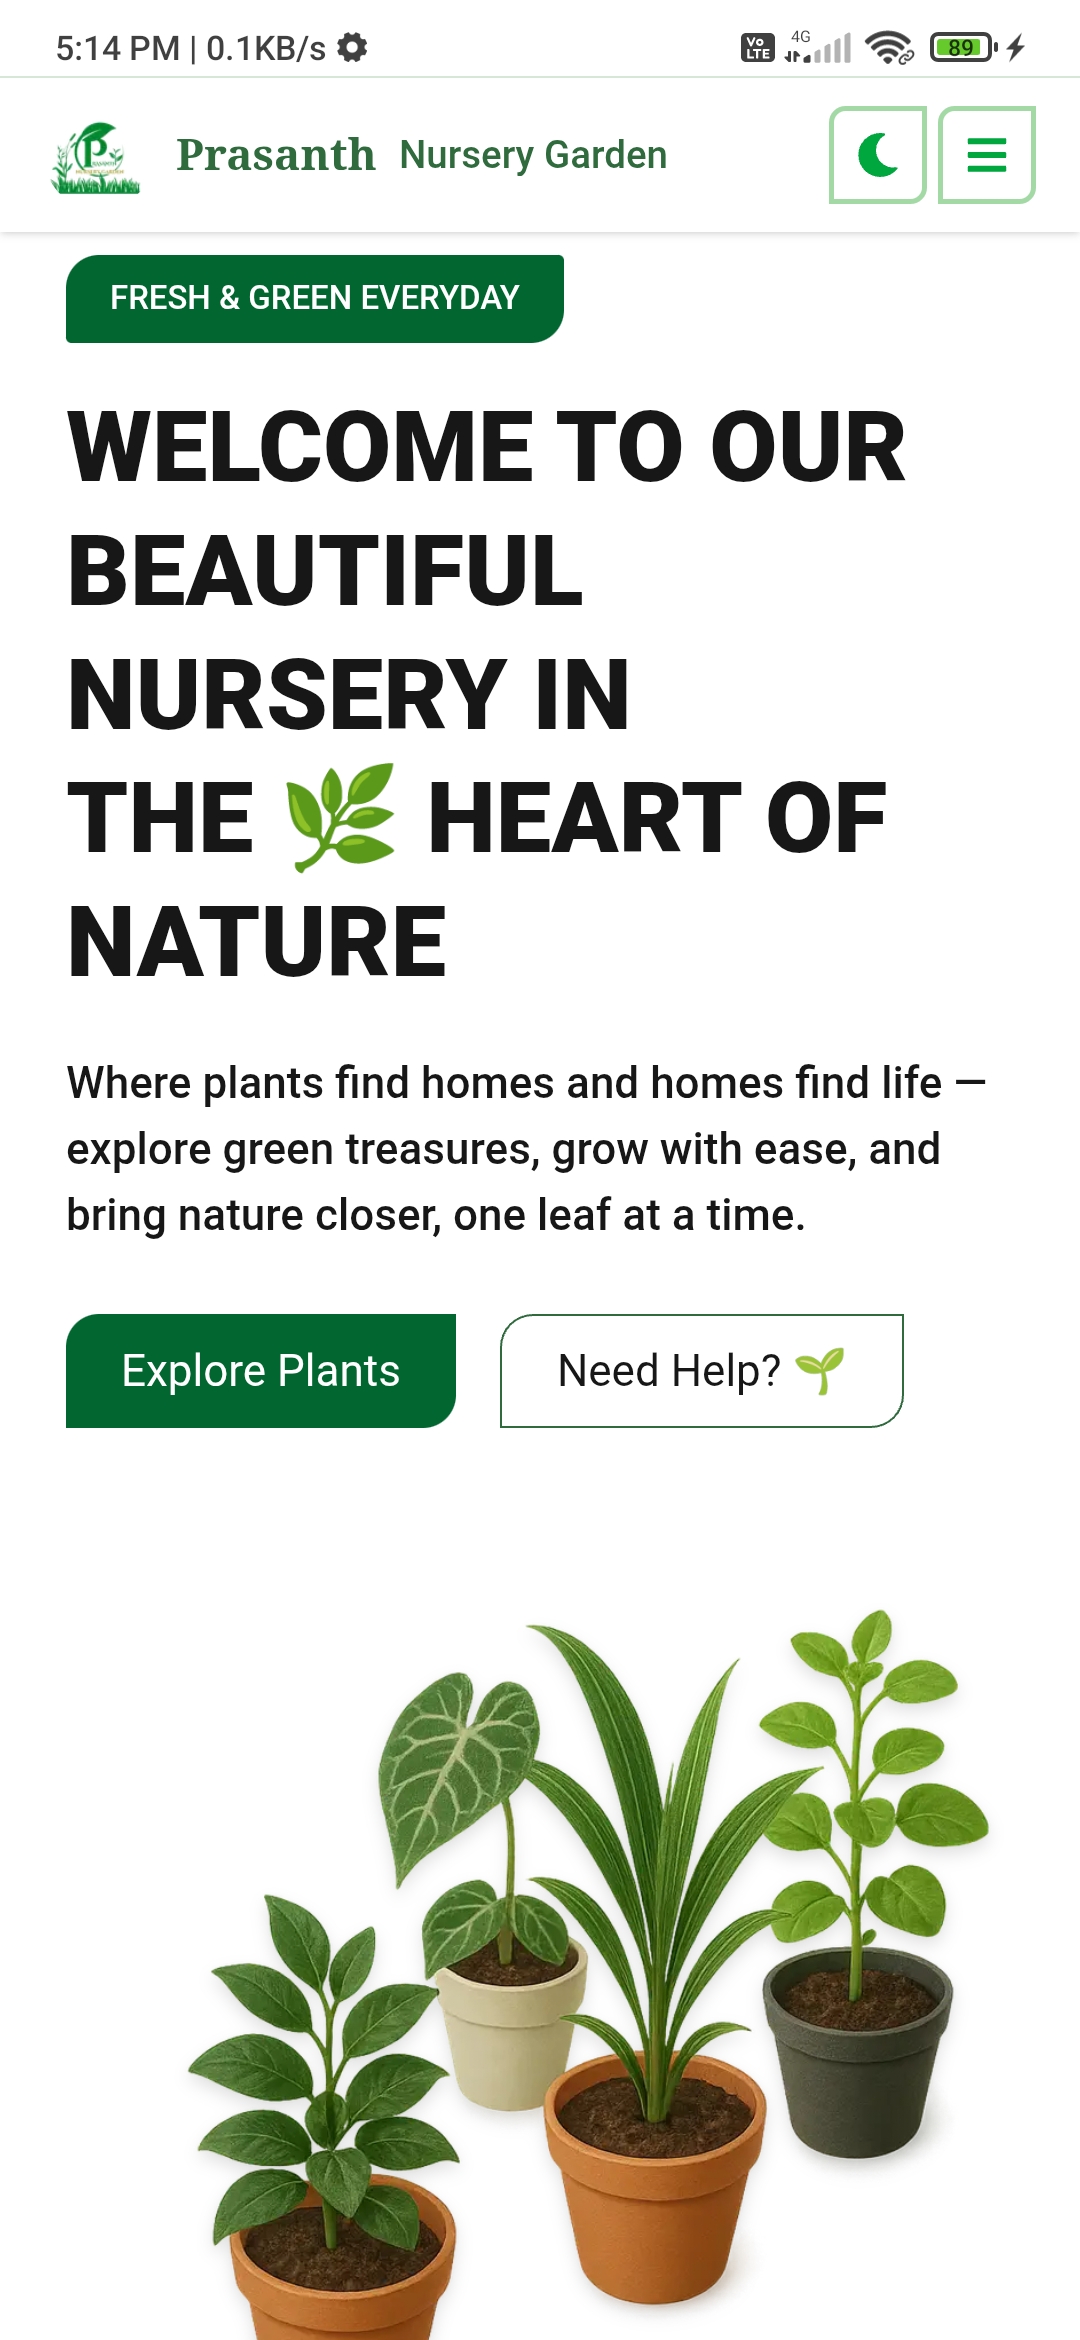 5:14 PM | 0.1KB/s
Vo LTE 4G 89
Prasanth Nursery Garden
FRESH & GREEN EVERYDAY
WELCOME TO OUR
BEAUTIFUL
NURSERY IN
THE 🌿 HEART OF
NATURE
Where plants find homes and homes find life —
explore green treasures, grow with ease, and
bring nature closer, one leaf at a time.
Explore Plants
Need Help? 🌱